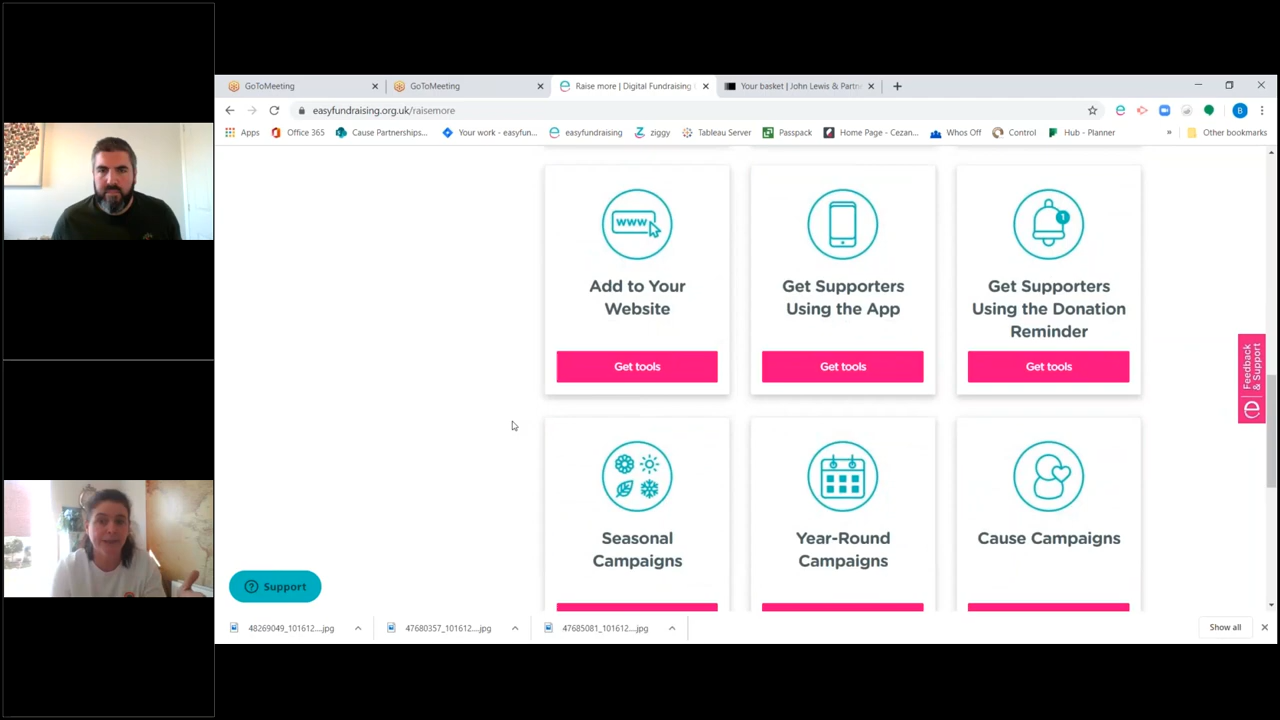 GoToMeeting
GoToMeeting
Raise more | Digital Fundraising
Your basket | John Lewis & Partn
easyfundraising.org.uk/raisemore
B
Apps
Office 365
Cause Partnerships...
Your work - easyfun...
easyfundraising
ziggy
Tableau Server
Passpack
Home Page - Cezan...
Whos Off
Control
Hub - Planner
»
Other bookmarks
www
1
Add to Your
Website
Get Supporters
Using the App
Get Supporters
Using the Donation
Reminder
Get tools
Get tools
Get tools
Feedback
& Support
Seasonal
Campaigns
Year-Round
Campaigns
Cause Campaigns
? Support
48269049_101612....jpg
47680357_101612....jpg
47685081_101612....jpg
Show all